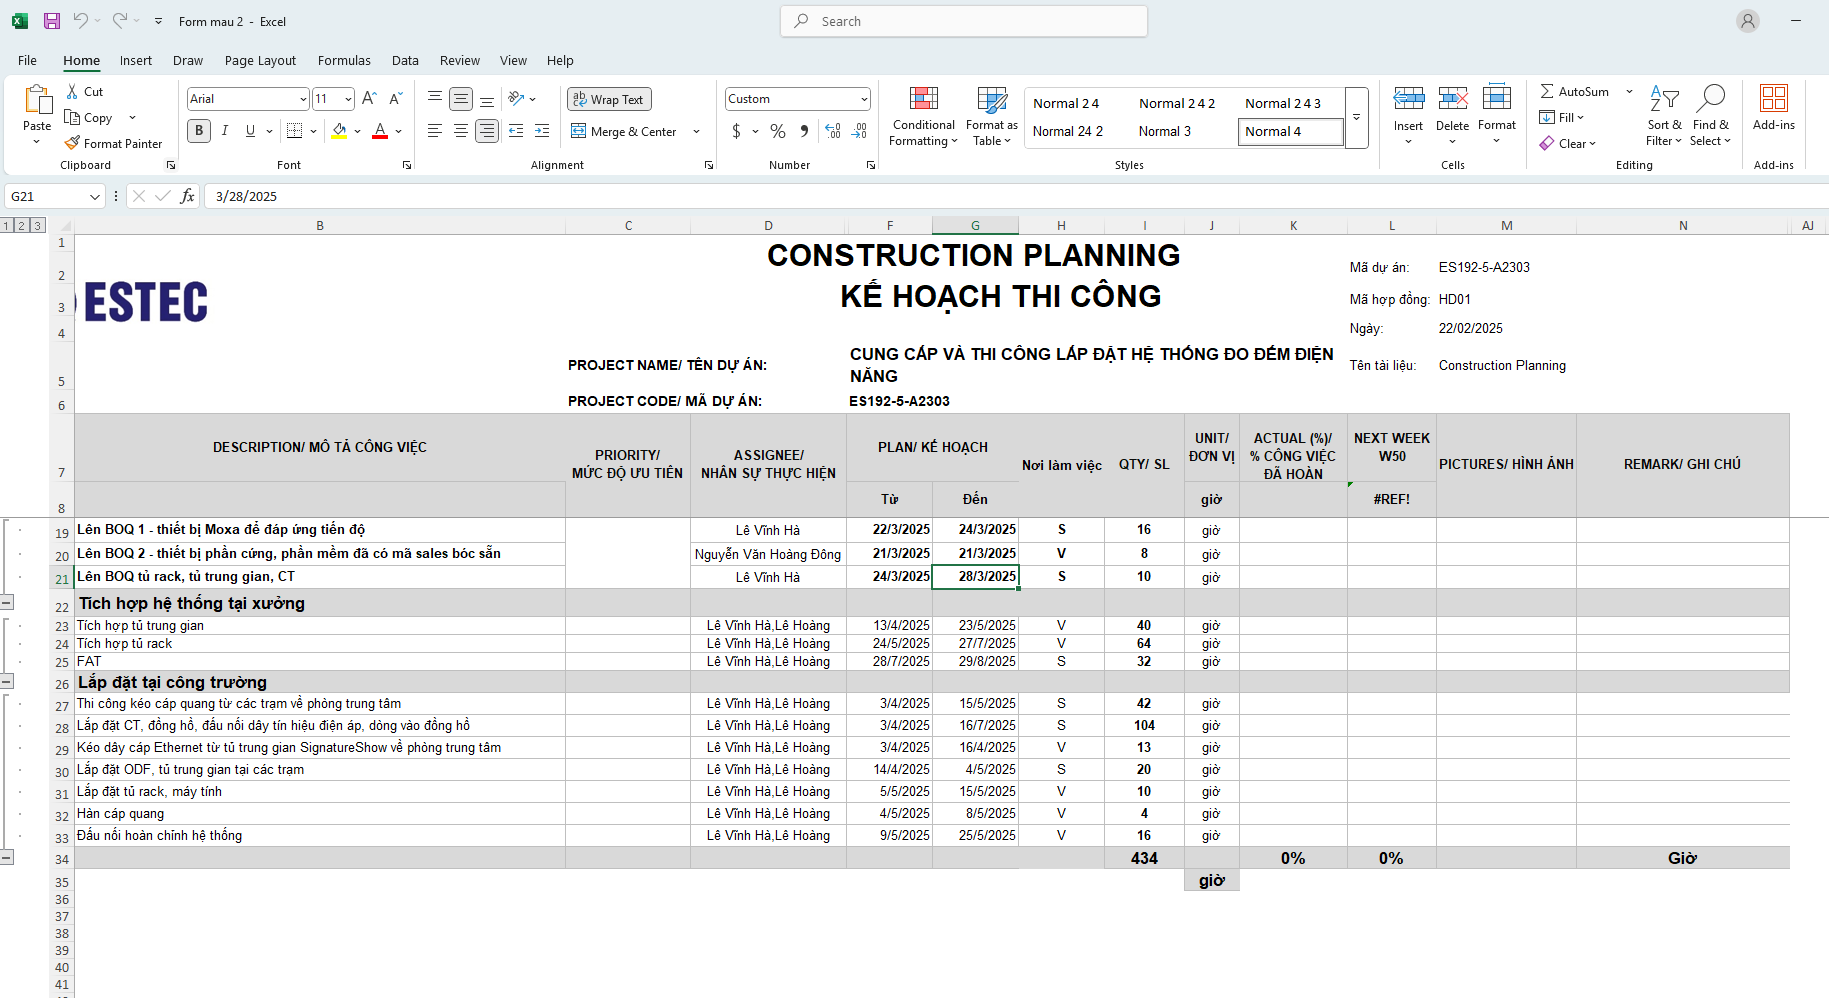 Form mau 2 - Excel
Search
File Home Insert Draw Page Layout Formulas Data Review View Help
Paste
Cut
Copy
Format Painter
Clipboard
Arial 11
B I U
Font
Wrap Text
Merge & Center
Alignment
Custom
$ % ,
Number
Conditional Formatting
Format as Table
Normal 2 4 Normal 2 4 2 Normal 2 4 3
Normal 24 2 Normal 3 Normal 4
Styles
Insert Delete Format
Cells
AutoSum
Fill
Clear
Sort & Filter
Find & Select
Editing
Add-ins
Add-ins
G21 fx 3/28/2025
1 2 3
B C D F G H I J K L M N AJ
1
2
3
4
5
6
7
8
ESTEC
CONSTRUCTION PLANNING
KẾ HOẠCH THI CÔNG
Mã dự án: ES192-5-A2303
Mã hợp đồng: HD01
Ngày: 22/02/2025
PROJECT NAME/ TÊN DỰ ÁN: CUNG CẤP VÀ THI CÔNG LẮP ĐẶT HỆ THỐNG ĐO ĐẾM ĐIỆN NĂNG
Tên tài liệu: Construction Planning
PROJECT CODE/ MÃ DỰ ÁN: ES192-5-A2303
DESCRIPTION/ MÔ TẢ CÔNG VIỆC
PRIORITY/ MỨC ĐỘ ƯU TIÊN
ASSIGNEE/ NHÂN SỰ THỰC HIỆN
PLAN/ KẾ HOẠCH
Nơi làm việc
QTY/ SL
UNIT/ ĐƠN VỊ
ACTUAL (%)/ % CÔNG VIỆC ĐÃ HOÀN
NEXT WEEK W50
PICTURES/ HÌNH ẢNH
REMARK/ GHI CHÚ
Từ Đến giờ #REF!
19 Lên BOQ 1 - thiết bị Moxa để đáp ứng tiến độ Lê Vĩnh Hà 22/3/2025 24/3/2025 S 16 giờ
20 Lên BOQ 2 - thiết bị phần cứng, phần mềm đã có mã sales bóc sẵn Nguyễn Văn Hoàng Đông 21/3/2025 21/3/2025 V 8 giờ
21 Lên BOQ tủ rack, tủ trung gian, CT Lê Vĩnh Hà 24/3/2025 28/3/2025 S 10 giờ
22 Tích hợp hệ thống tại xưởng
23 Tích hợp tủ trung gian Lê Vĩnh Hà,Lê Hoàng 13/4/2025 23/5/2025 V 40 giờ
24 Tích hợp tủ rack Lê Vĩnh Hà,Lê Hoàng 24/5/2025 27/7/2025 V 64 giờ
25 FAT Lê Vĩnh Hà,Lê Hoàng 28/7/2025 29/8/2025 S 32 giờ
26 Lắp đặt tại công trường
27 Thi công kéo cáp quang từ các trạm về phòng trung tâm Lê Vĩnh Hà,Lê Hoàng 3/4/2025 15/5/2025 S 42 giờ
28 Lắp đặt CT, đồng hồ, đấu nối dây tín hiệu điện áp, dòng vào đồng hồ Lê Vĩnh Hà,Lê Hoàng 3/4/2025 16/7/2025 S 104 giờ
29 Kéo dây cáp Ethernet từ tủ trung gian SignatureShow về phòng trung tâm Lê Vĩnh Hà,Lê Hoàng 3/4/2025 16/4/2025 V 13 giờ
30 Lắp đặt ODF, tủ trung gian tại các trạm Lê Vĩnh Hà,Lê Hoàng 14/4/2025 4/5/2025 S 20 giờ
31 Lắp đặt tủ rack, máy tính Lê Vĩnh Hà,Lê Hoàng 5/5/2025 15/5/2025 V 10 giờ
32 Hàn cáp quang Lê Vĩnh Hà,Lê Hoàng 4/5/2025 8/5/2025 V 4 giờ
33 Đấu nối hoàn chỉnh hệ thống Lê Vĩnh Hà,Lê Hoàng 9/5/2025 25/5/2025 V 16 giờ
34 434 0% 0% Giờ
35 giờ
36
37
38
39
40
41